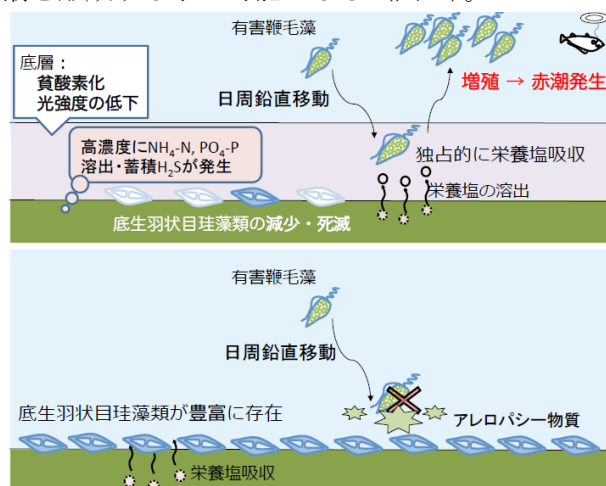 有害鞭毛藻
底層：
貧酸素化
光強度の低下
日周鉛直移動
増殖 → 赤潮発生
高濃度にNH₄-N, PO₄-P
溶出・蓄積H₂Sが発生
独占的に栄養塩吸収
栄養塩の溶出
底生羽状目珪藻類の減少・死滅
有害鞭毛藻
日周鉛直移動
底生羽状目珪藻類が豊富に存在
アレロパシー物質
栄養塩吸収